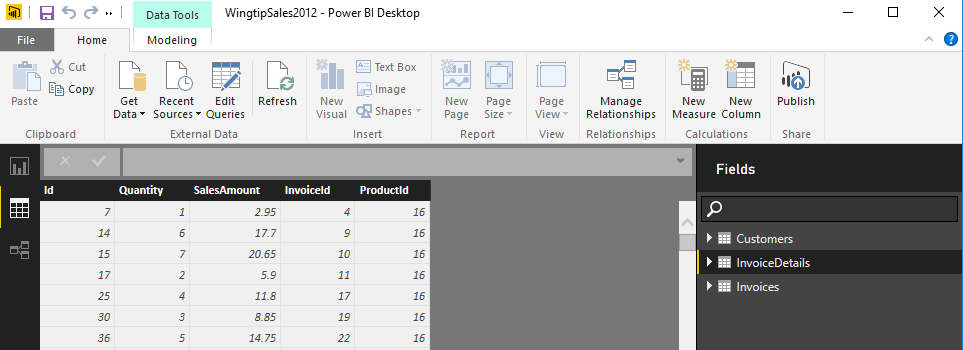 Data Tools
WingtipSales2012 - Power BI Desktop
File
Home
Modeling
Paste
Cut
Copy
Clipboard
Get Data
Recent Sources
Edit Queries
Refresh
External Data
New Visual
Text Box
Image
Shapes
Insert
New Page
Page Size
Report
Page View
View
Manage Relationships
Relationships
New Measure
New Column
Calculations
Publish
Share
Id Quantity SalesAmount InvoiceId ProductId
7 1 2.95 4 16
14 6 17.7 9 16
15 7 20.65 10 16
17 2 5.9 11 16
25 4 11.8 17 16
30 3 8.85 19 16
36 5 14.75 22 16
Fields
Customers
InvoiceDetails
Invoices